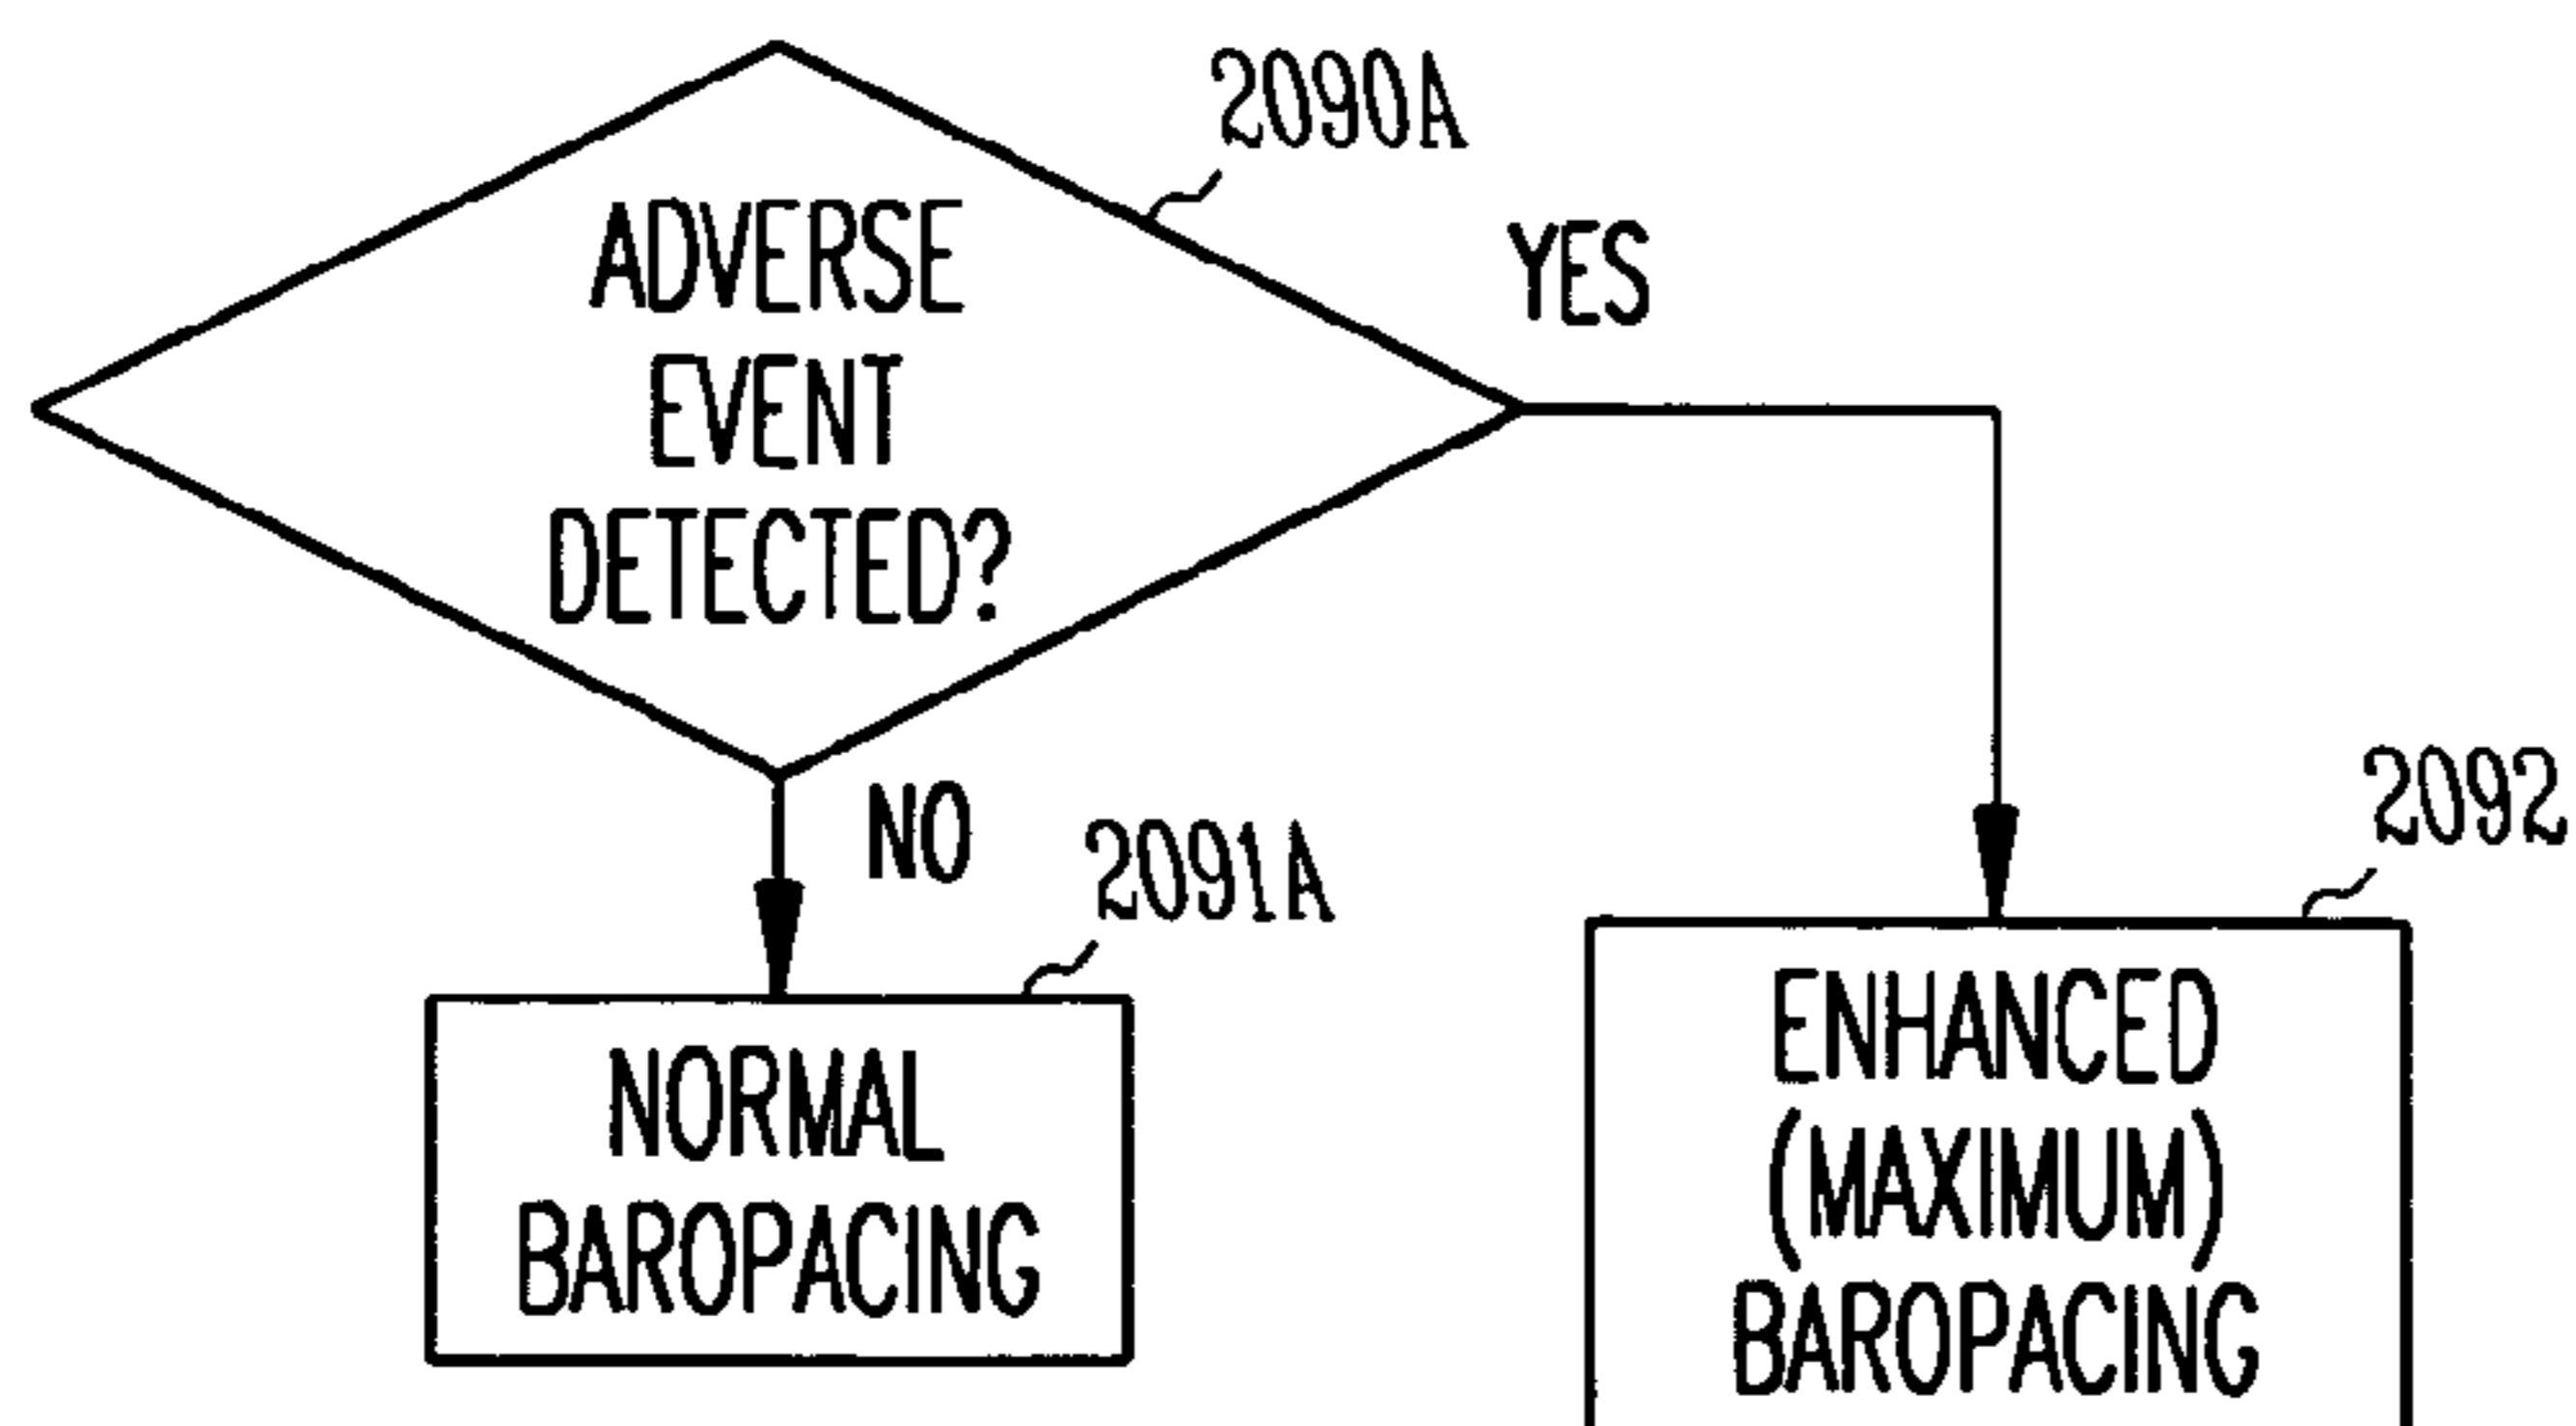 2090A
ADVERSE
EVENT
DETECTED?
YES
NO
2091A
NORMAL
BAROPACING
2092
ENHANCED
(MAXIMUM)
BAROPACING